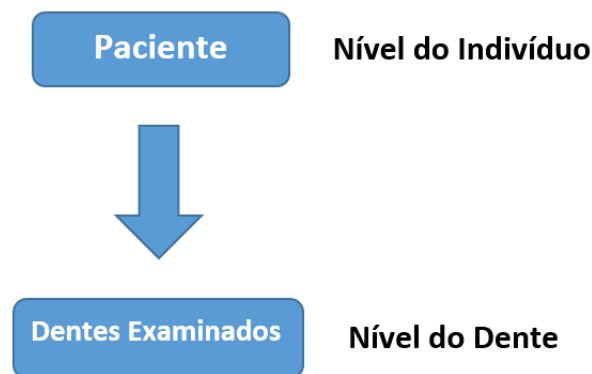 Paciente
Nível do Indivíduo
Dentes Examinados
Nível do Dente